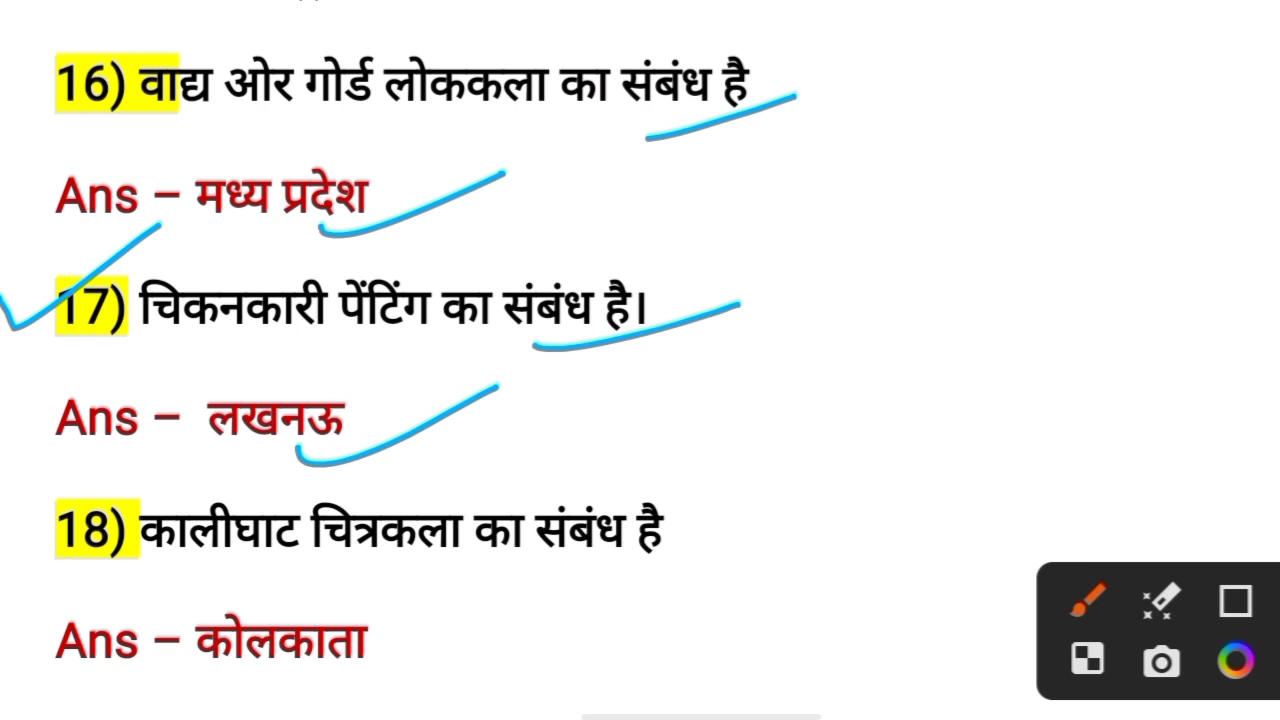 16) वाद्य ओर गोर्ड लोककला का संबंध है
Ans – मध्य प्रदेश
17) चिकनकारी पेंटिंग का संबंध है।
Ans – लखनऊ
18) कालीघाट चित्रकला का संबंध है
Ans – कोलकाता